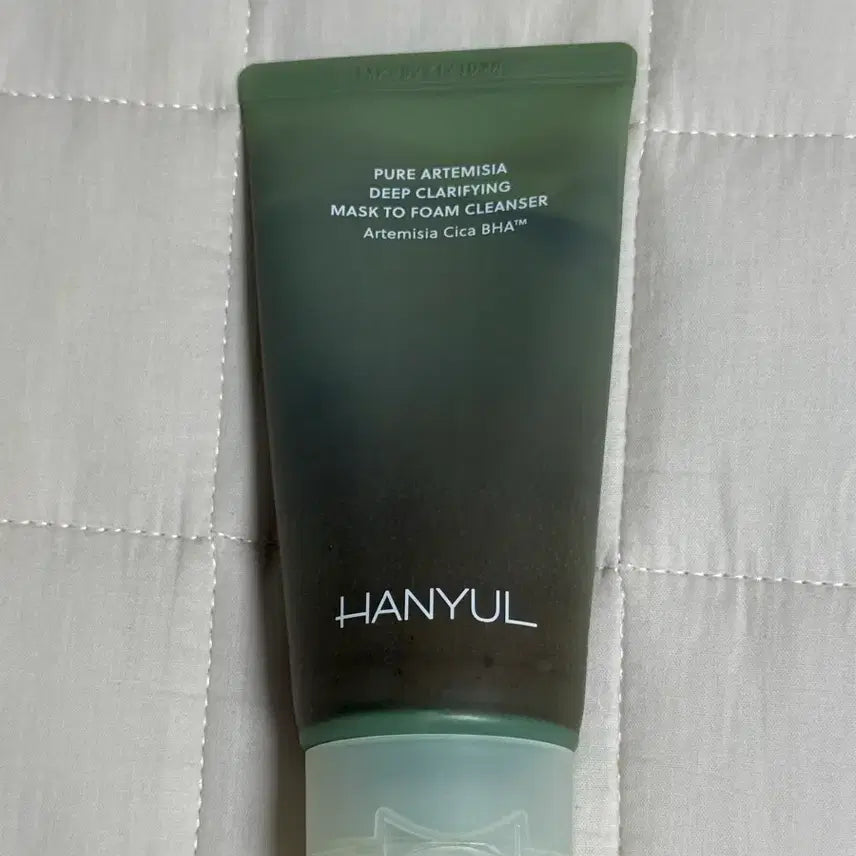 PURE ARTEMISIA
DEEP CLARIFYING
MASK TO FOAM CLEANSER
Artemisia Cica BHA™
HANYUL